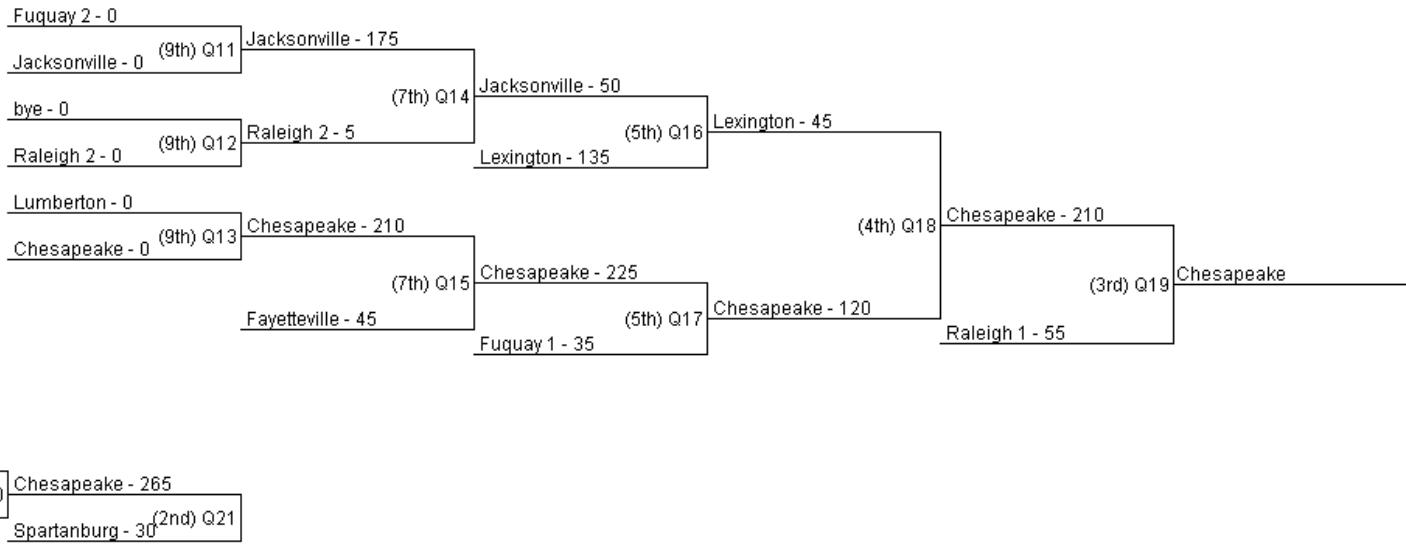 Fuquay 2 - 0
(9th) Q11
Jacksonville - 0
Jacksonville - 175
bye - 0
(9th) Q12
Raleigh 2 - 0
(7th) Q14
Raleigh 2 - 5
Jacksonville - 50
(5th) Q16
Lexington - 135
Lexington - 45
Lumberton - 0
(9th) Q13
Chesapeake - 0
Chesapeake - 210
(7th) Q15
Fayetteville - 45
Chesapeake - 225
(5th) Q17
Fuquay 1 - 35
Chesapeake - 120
(4th) Q18
Chesapeake - 210
(3rd) Q19
Raleigh 1 - 55
Chesapeake
Chesapeake - 265
(2nd) Q21
Spartanburg - 30